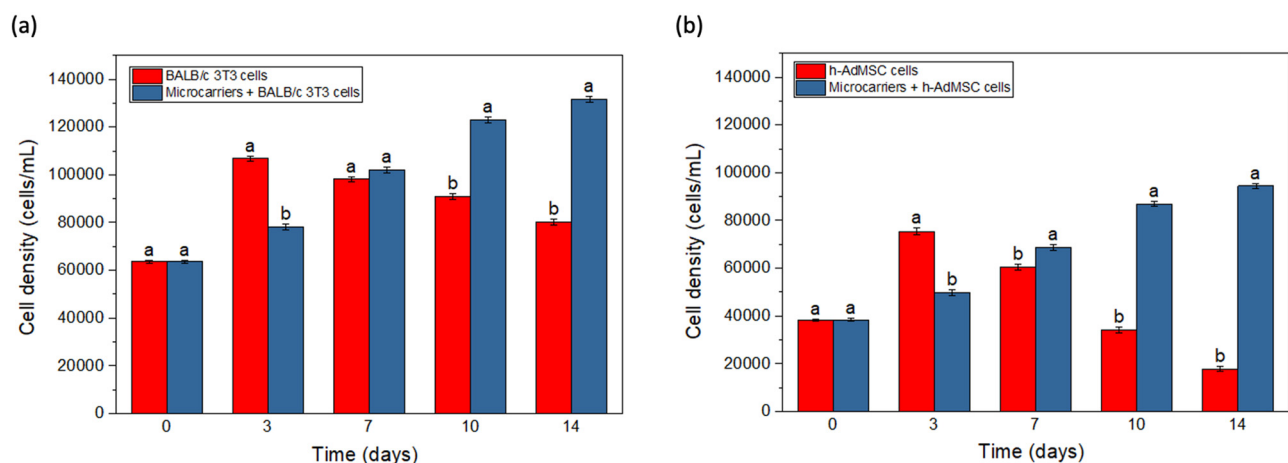 (a)
BALB/c 3T3 cells
Microcarriers + BALB/c 3T3 cells
Cell density (cells/mL)
140000
120000
100000
80000
60000
40000
20000
0
a a
a b
a a
b a
b a
0 3 7 10 14
Time (days)
(b)
h-AdMSC cells
Microcarriers + h-AdMSC cells
Cell density (cells/mL)
140000
120000
100000
80000
60000
40000
20000
0
a a
a b
b a
b a
b a
0 3 7 10 14
Time (days)